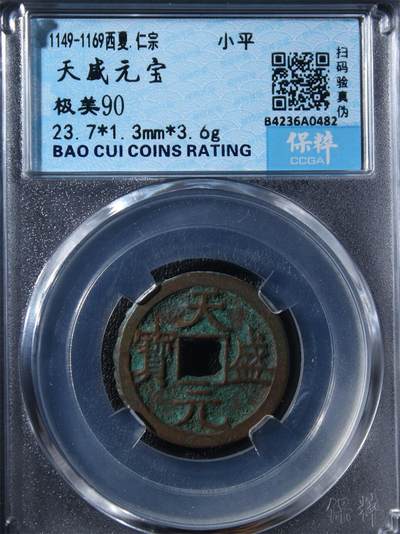 1149-1169西夏.仁宗 小平
天盛元宝
极美90
23.7*1.3mm*3.6g
BAO CUI COINS RATING
扫码验真伪
B4236A0482
保粹
CCGA
天盛元寶
保粹